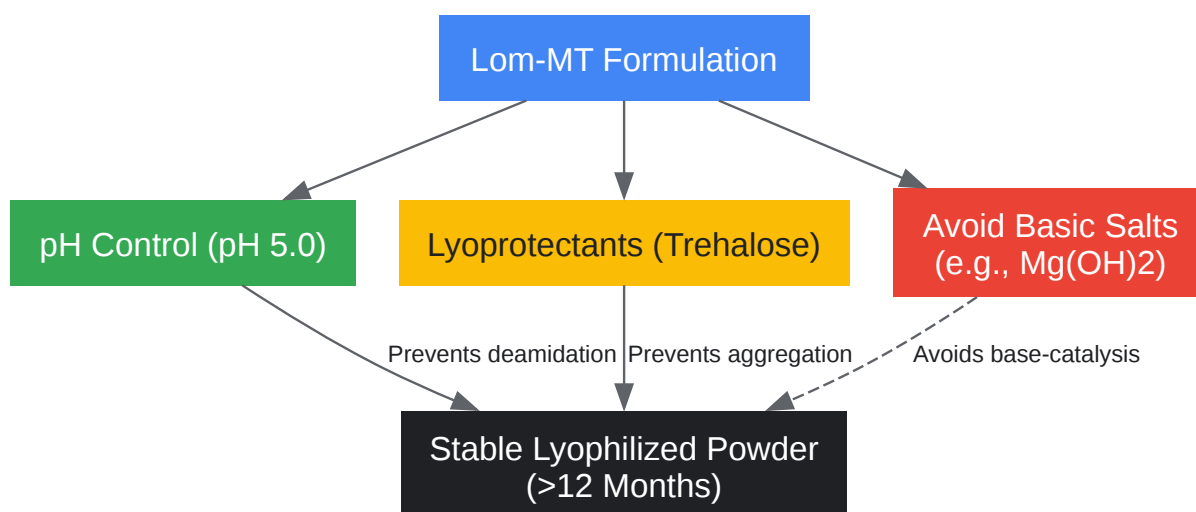 Lom-MT Formulation
pH Control (pH 5.0)
Lyoprotectants (Trehalose)
Avoid Basic Salts
(e.g., Mg(OH)2)
Prevents deamidation
Prevents aggregation
Avoids base-catalysis
Stable Lyophilized Powder
(>12 Months)